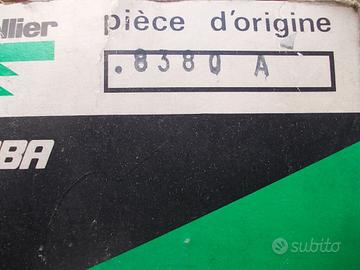 llier
pièce d'origine
.8380 A
BA
subito